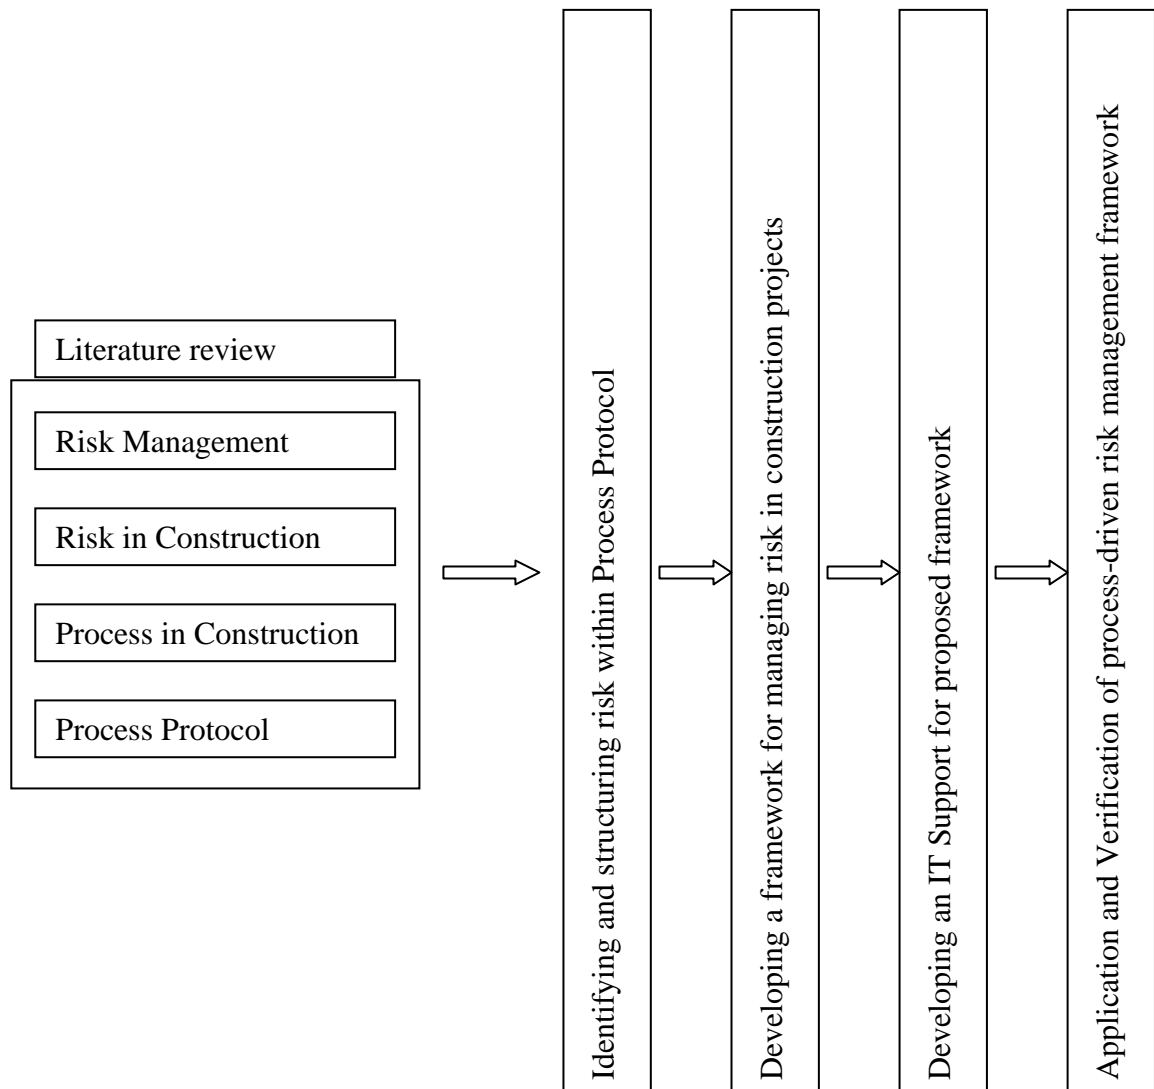 Literature review
Risk Management
Risk in Construction
Process in Construction
Process Protocol
Identifying and structuring risk within Process Protocol
Developing a framework for managing risk in construction projects
Developing an IT Support for proposed framework
Application and Verification of process-driven risk management framework